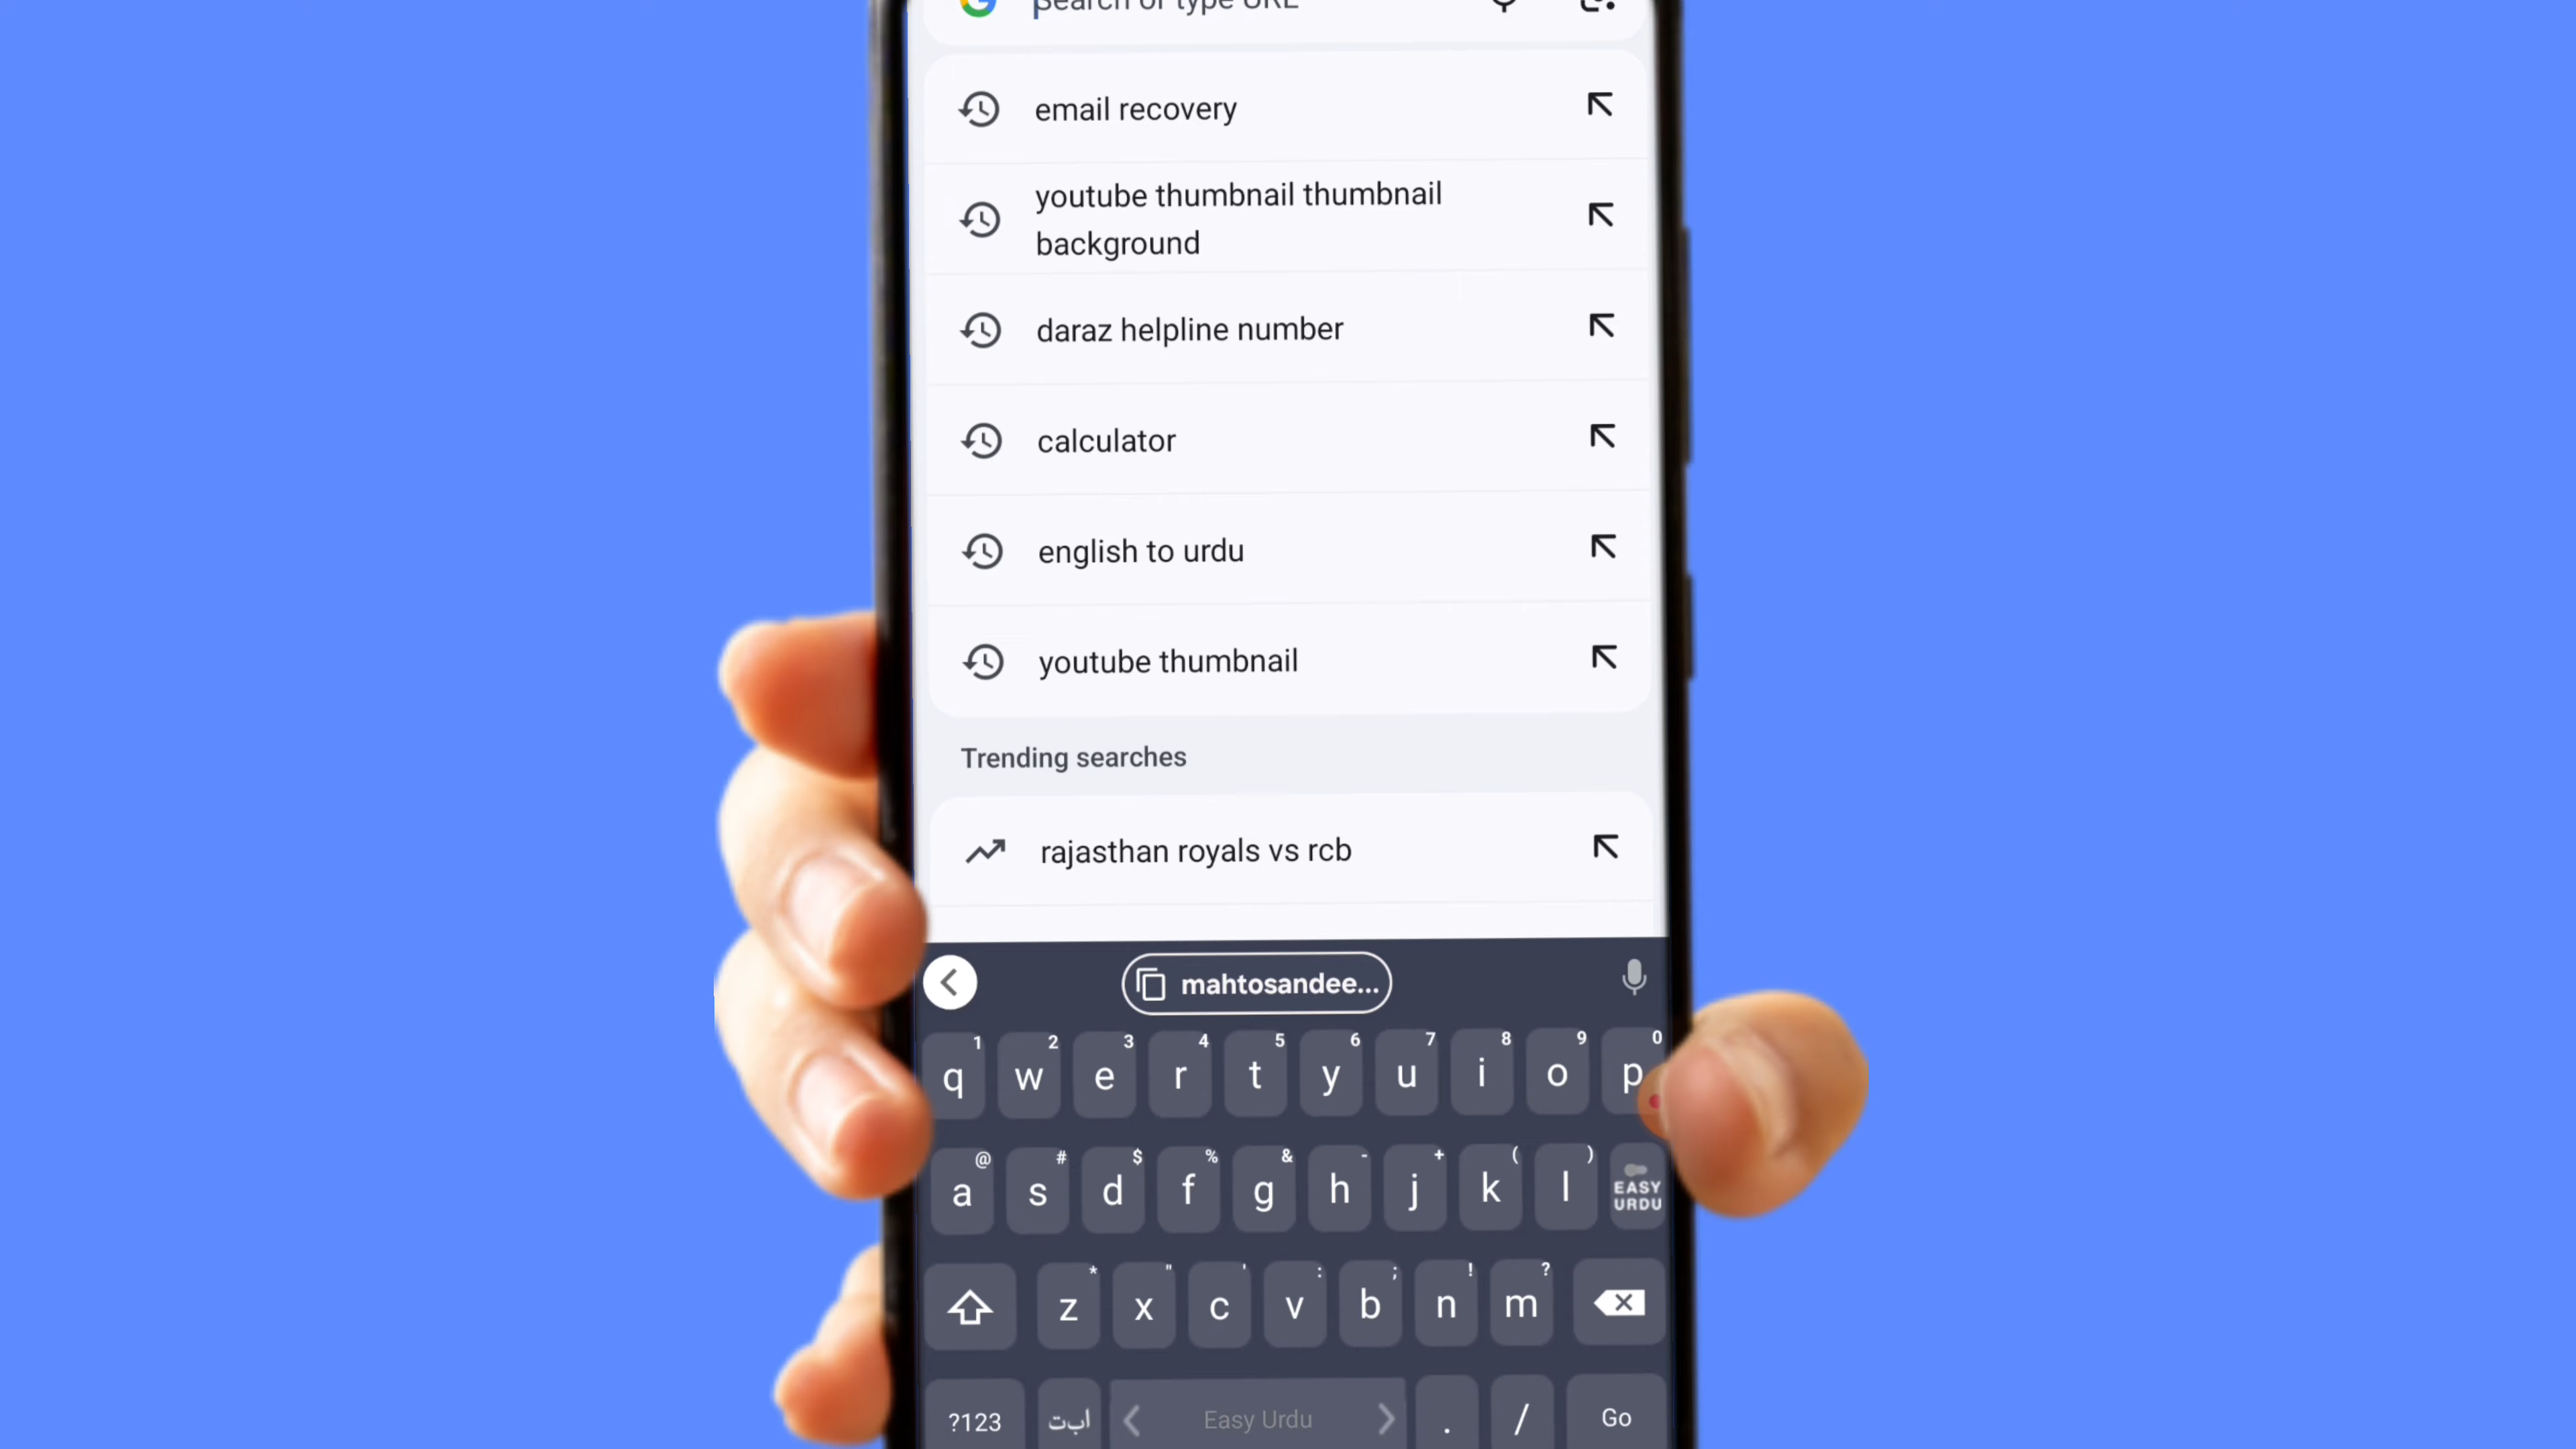 Search or type URL
email recovery
youtube thumbnail thumbnail
background
daraz helpline number
calculator
english to urdu
youtube thumbnail
Trending searches
rajasthan royals vs rcb
mahtosandee...
1 2 3 4 5 6 7 8 9 0
q w e r t y u i o p
@ # $ % & - + ( )
a s d f g h j k l EASY
URDU
* " ' : ; ! ?
z x c v b n m
?123 ابت Easy Urdu . / Go